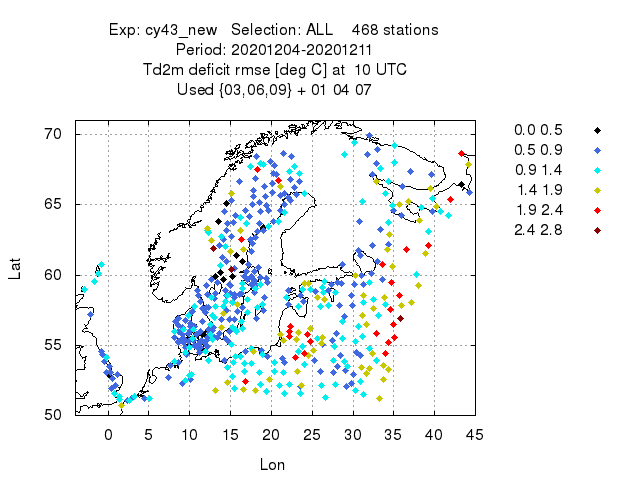 Exp: cy43_new Selection: ALL 468 stations
Period: 20201204-20201211
Td2m deficit rmse [deg C] at 10 UTC
Used {03,06,09} + 01 04 07
0.0 0.5
0.5 0.9
0.9 1.4
1.4 1.9
1.9 2.4
2.4 2.8
70
65
60
55
50
Lat
0 5 10 15 20 25 30 35 40 45
Lon